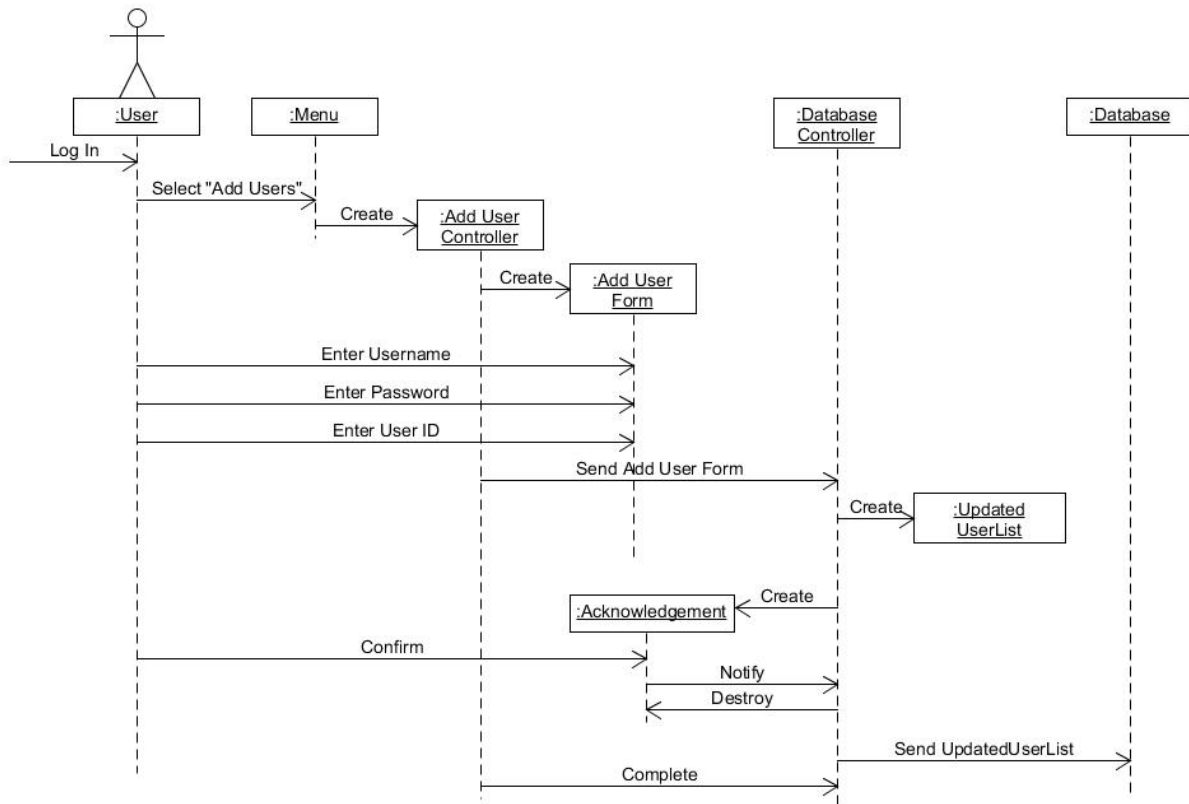 :User
:Menu
:Database
Controller
:Database
Log In
Select "Add Users"
Create
:Add User
Controller
Create
:Add User
Form
Enter Username
Enter Password
Enter User ID
Send Add User Form
Create
:Updated
UserList
Create
:Acknowledgement
Confirm
Notify
Destroy
Send UpdatedUserList
Complete